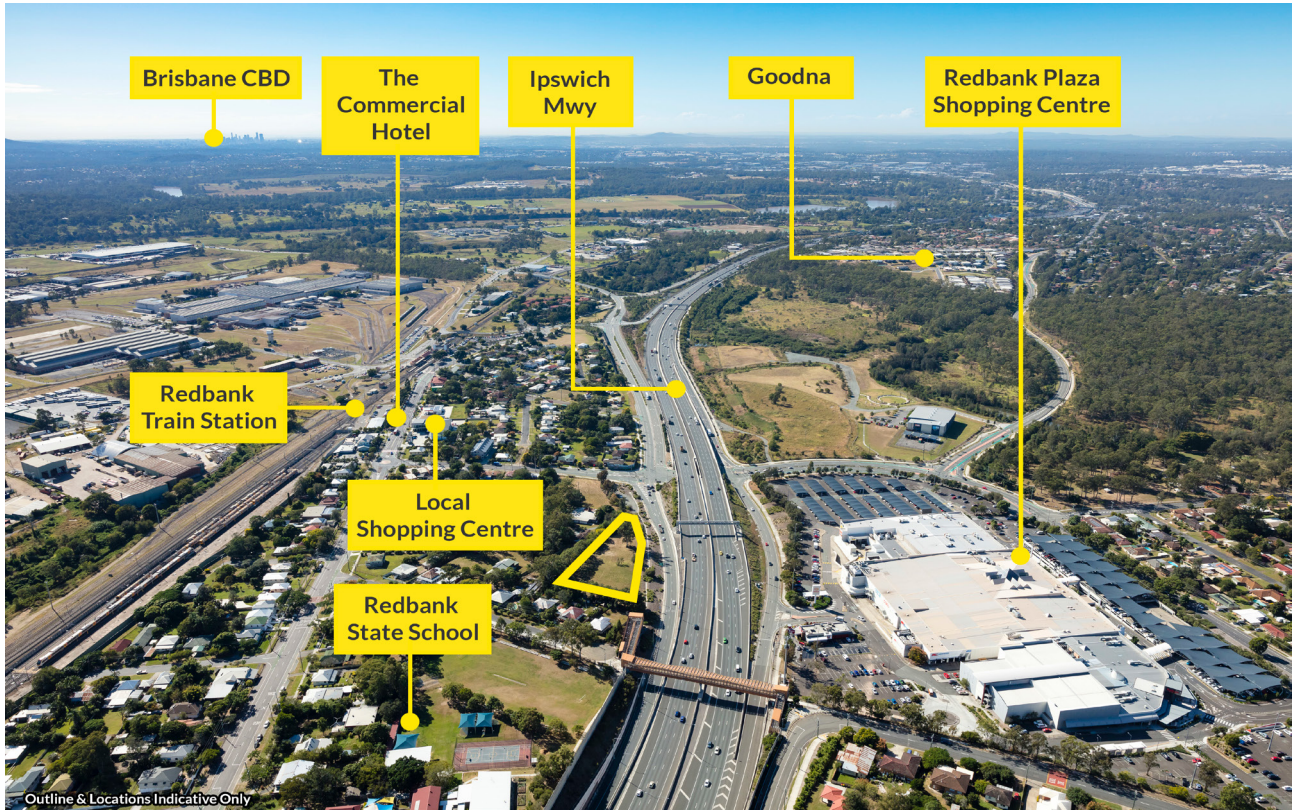 Brisbane CBD
The
Commercial
Hotel
Ipswich
Mwy
Goodna
Redbank Plaza
Shopping Centre
Redbank
Train Station
Local
Shopping Centre
Redbank
State School
Outline & Locations Indicative Only